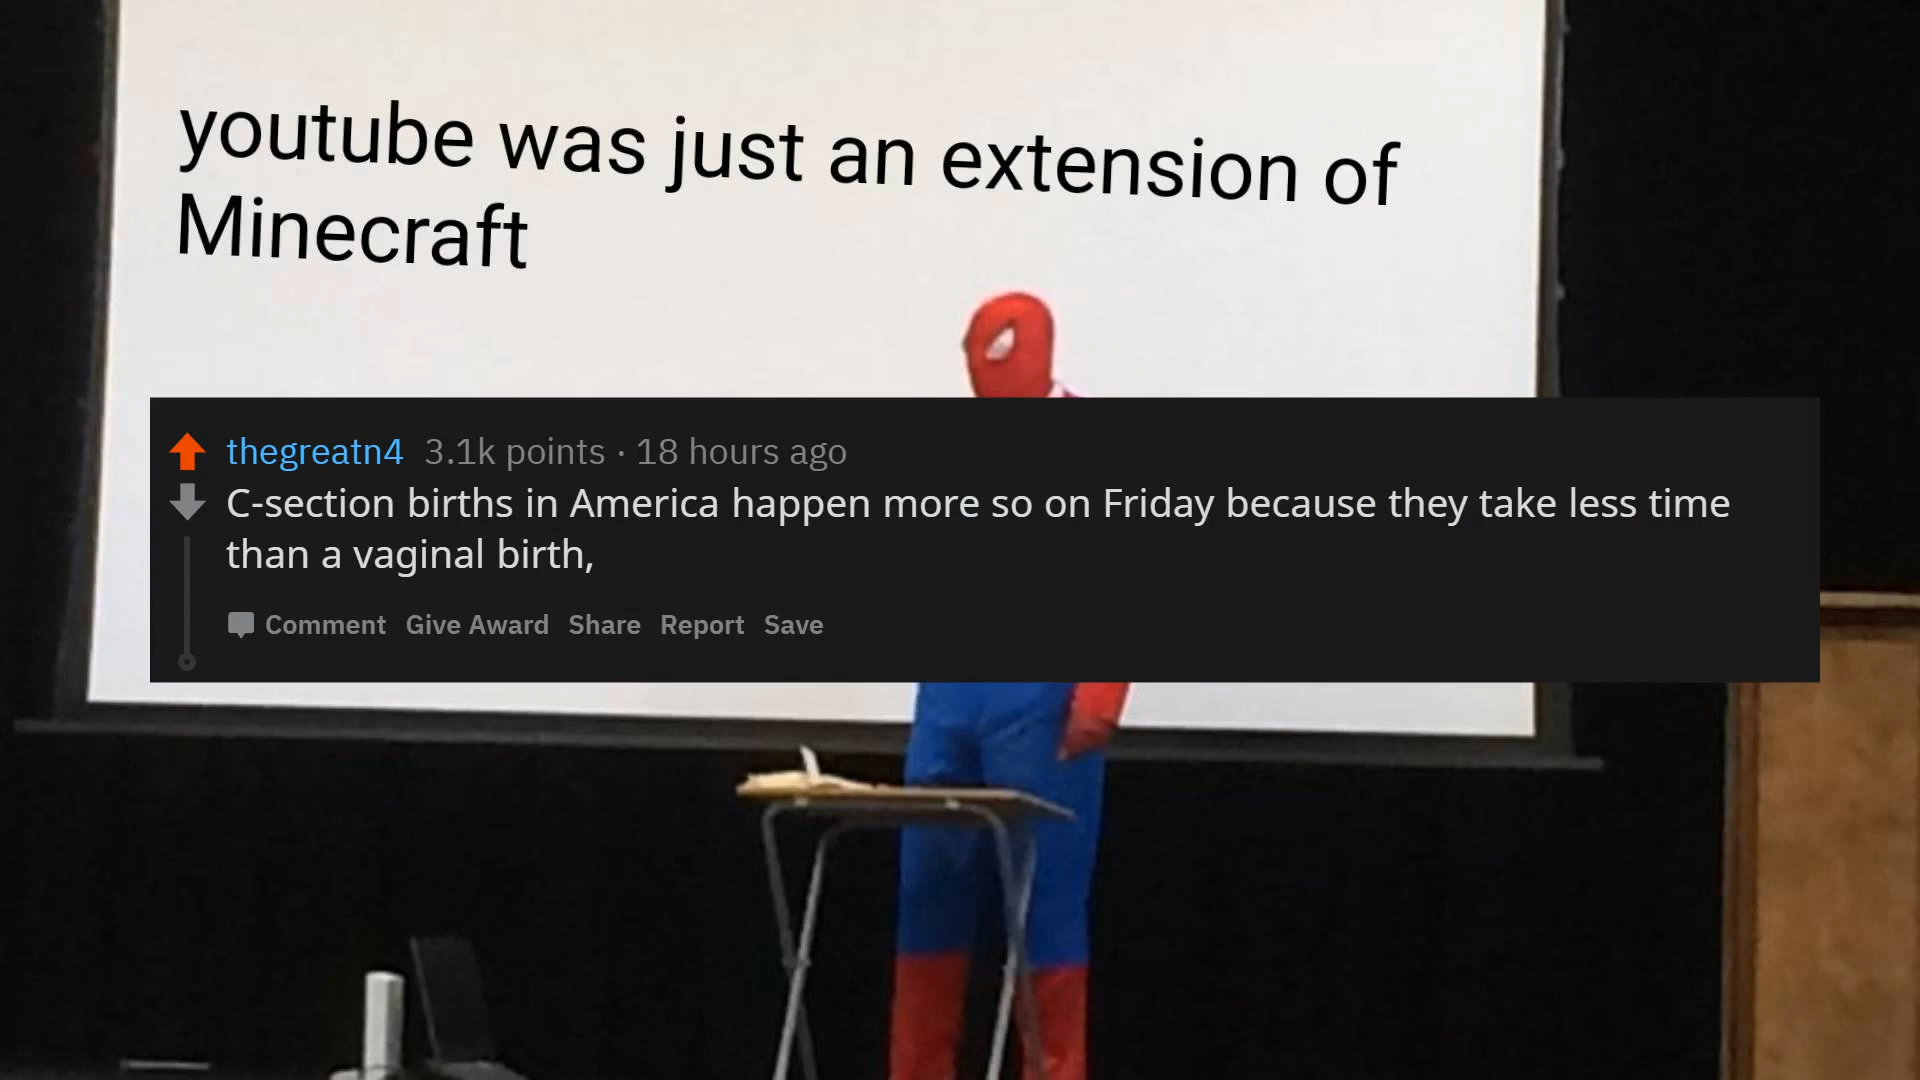 youtube was just an extension of
Minecraft
thegreatn4 3.1k points · 18 hours ago
C-section births in America happen more so on Friday because they take less time
than a vaginal birth,
Comment Give Award Share Report Save